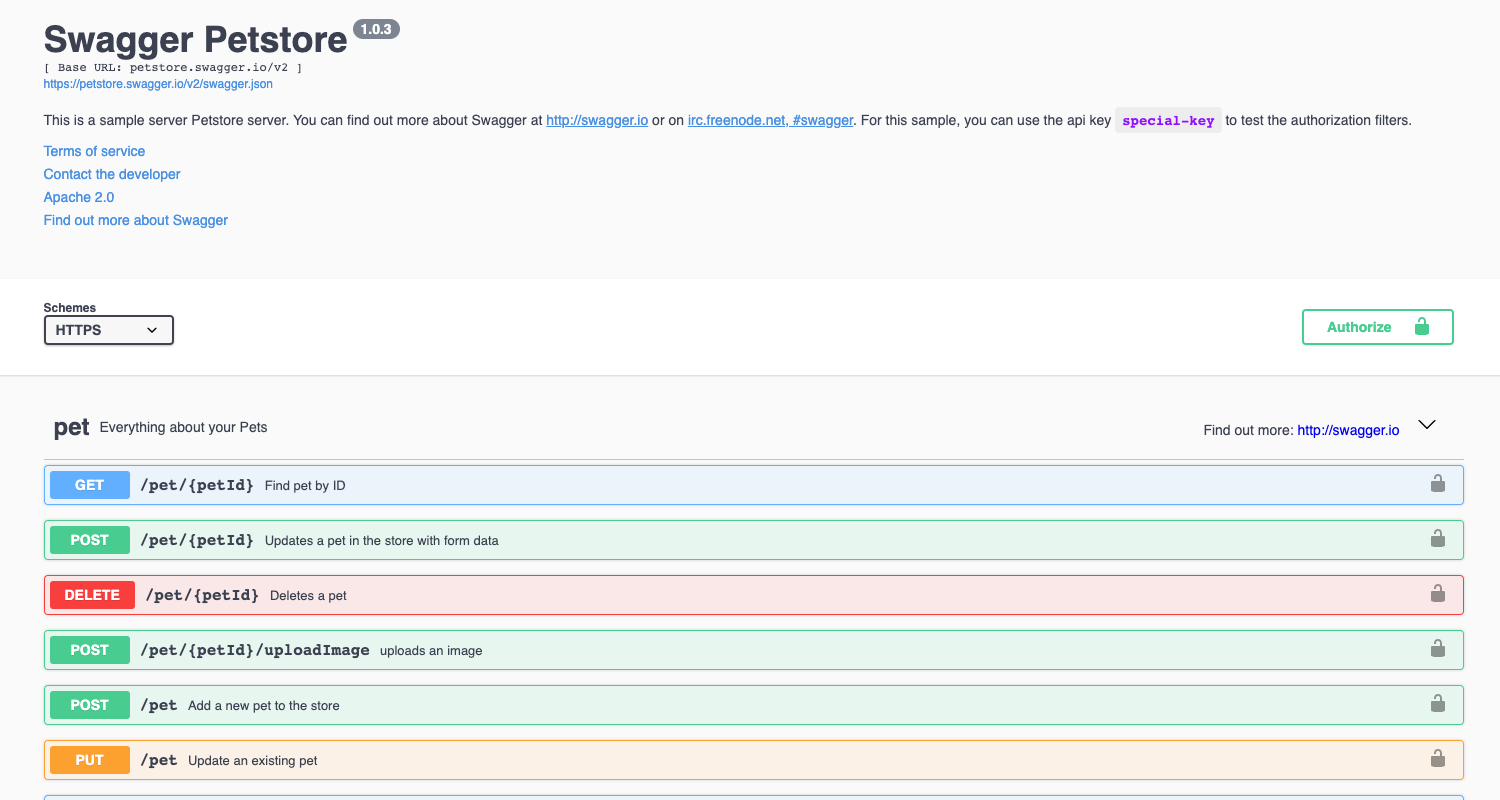 Swagger Petstore 1.0.3
[ Base URL: petstore.swagger.io/v2 ]
https://petstore.swagger.io/v2/swagger.json
This is a sample server Petstore server. You can find out more about Swagger at http://swagger.io or on irc.freenode.net, #swagger. For this sample, you can use the api key special-key to test the authorization filters.
Terms of service
Contact the developer
Apache 2.0
Find out more about Swagger
Schemes
HTTPS
Authorize
pet Everything about your Pets
Find out more: http://swagger.io
GET /pet/{petId} Find pet by ID
POST /pet/{petId} Updates a pet in the store with form data
DELETE /pet/{petId} Deletes a pet
POST /pet/{petId}/uploadImage uploads an image
POST /pet Add a new pet to the store
PUT /pet Update an existing pet